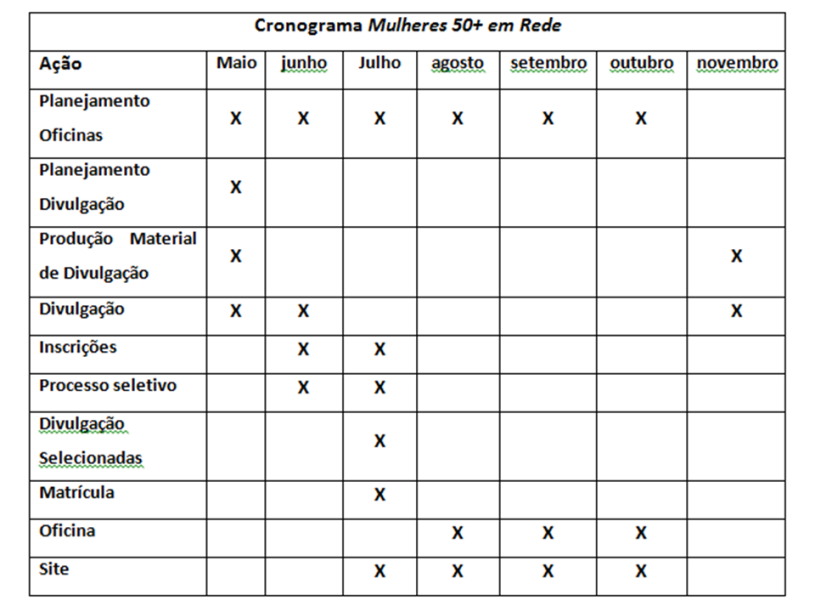 Cronograma Mulheres 50+ em Rede
Ação Maio junho Julho agosto setembro outubro novembro
Planejamento
Oficinas
X X X X X X
Planejamento
Divulgação
X
Produção Material
de Divulgação
X X
Divulgação X X X
Inscrições X X
Processo seletivo X X
Divulgação
Selecionadas
X
Matrícula X
Oficina X X X
Site X X X X